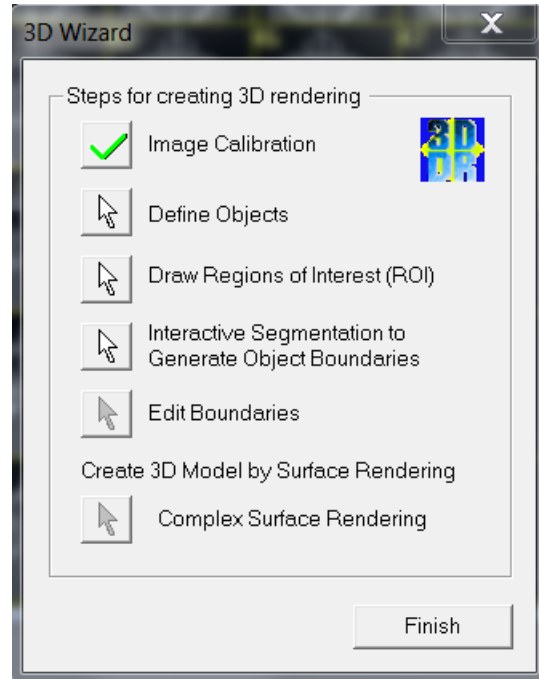 3D Wizard
X
Steps for creating 3D rendering
Image Calibration
3D
DR
Define Objects
Draw Regions of Interest (ROI)
Interactive Segmentation to
Generate Object Boundaries
Edit Boundaries
Create 3D Model by Surface Rendering
Complex Surface Rendering
Finish